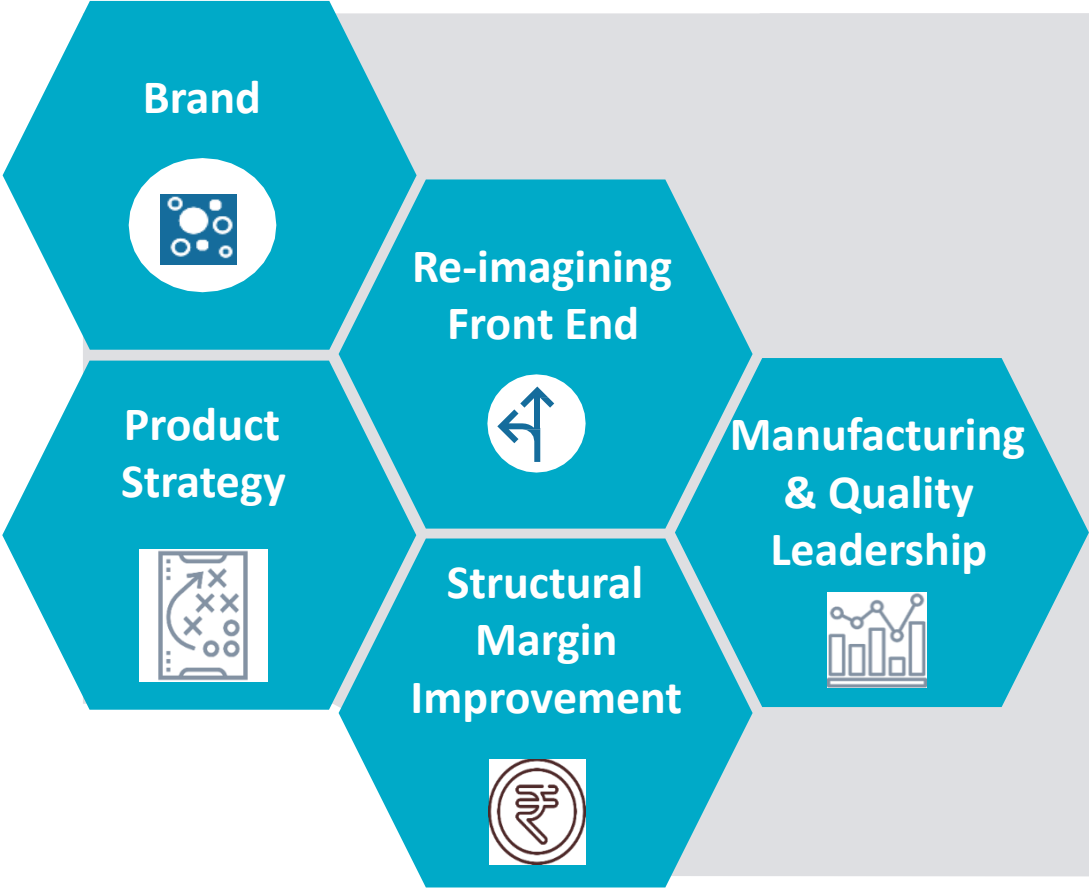 Brand
Re-imagining
Front End
Product
Strategy
Manufacturing
& Quality
Leadership
Structural
Margin
Improvement